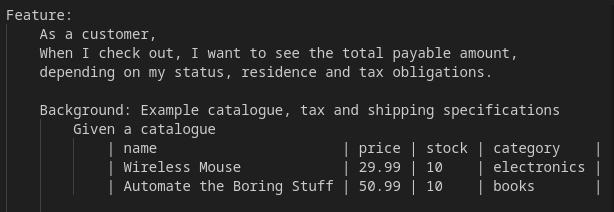 Feature:
As a customer,
When I check out, I want to see the total payable amount,
depending on my status, residence and tax obligations.
Background: Example catalogue, tax and shipping specifications
Given a catalogue
| name | price | stock | category |
| Wireless Mouse | 29.99 | 10 | electronics |
| Automate the Boring Stuff | 50.99 | 10 | books |